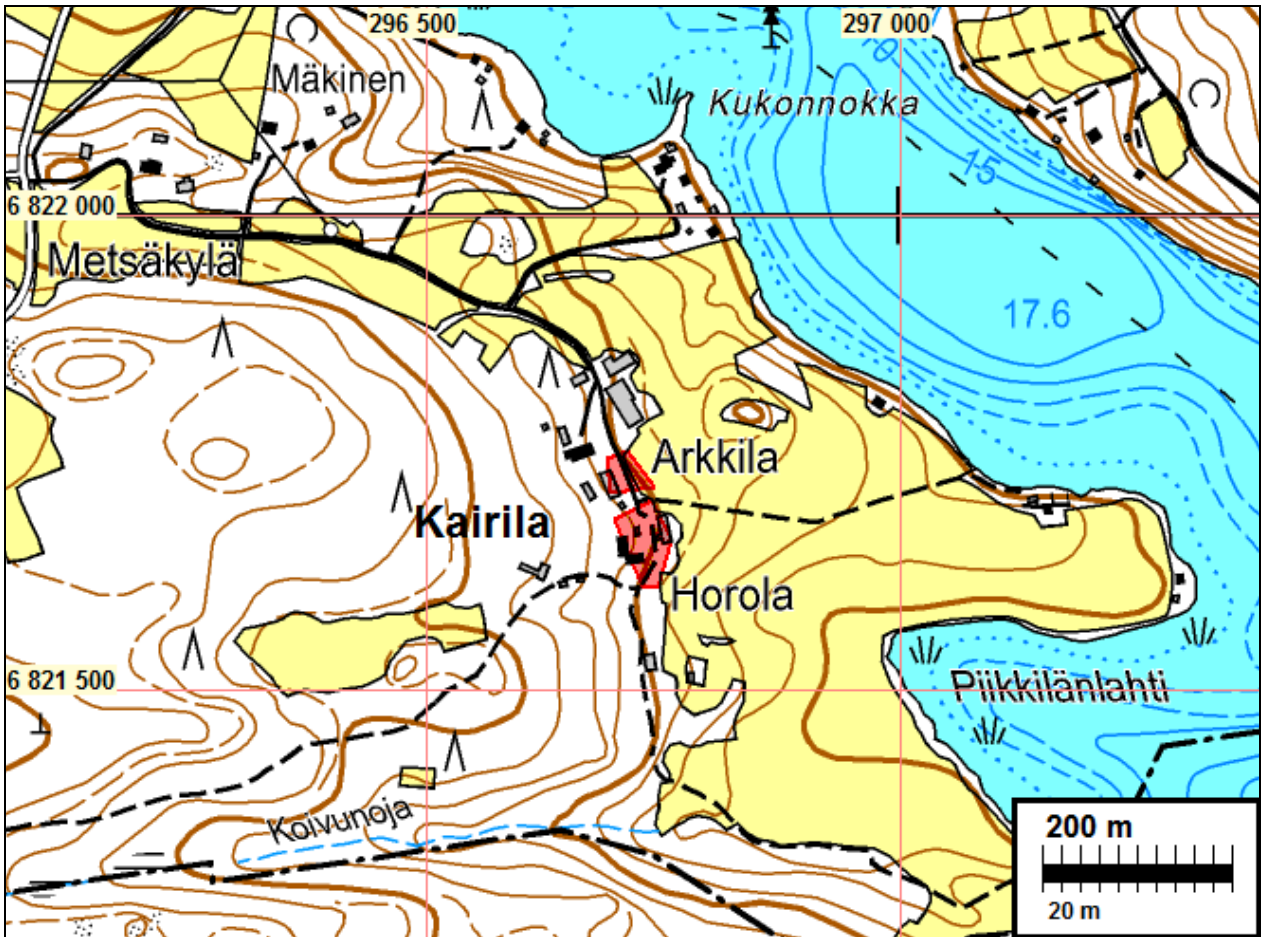 296 500
297 000
Mäkinen
Kukonnokka
10
15
6 822 000
Metsäkylä
17.6
Arkkila
Kairila
Horola
6 821 500
Piikkilänlahti
Koivunoja
200 m
20 m